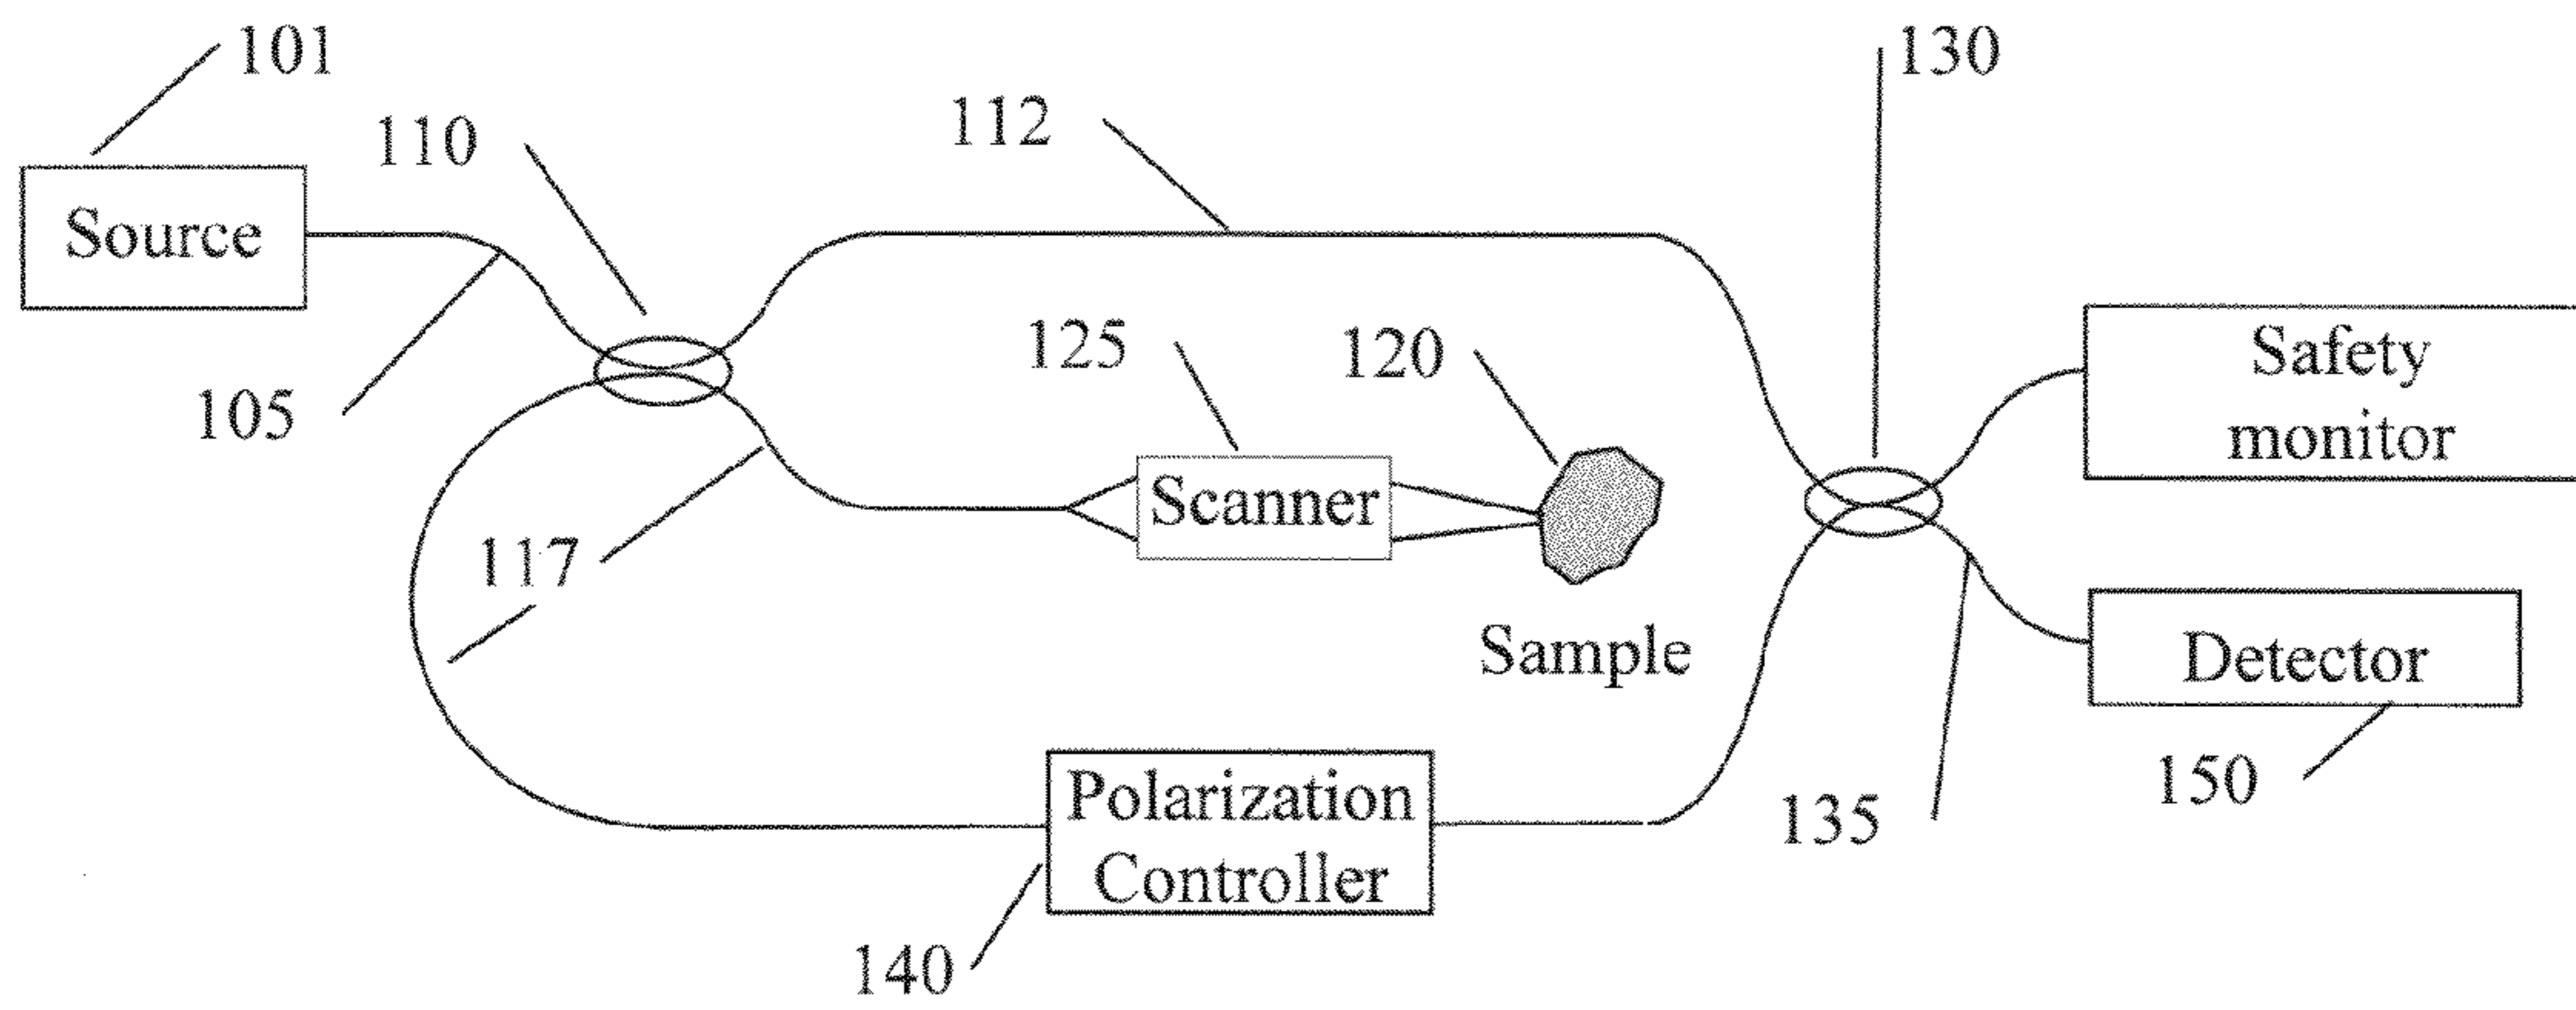 101
130
112
110
Source
125
120
Safety
monitor
105
Scanner
117
Sample
Detector
Polarization
Controller
135
150
140